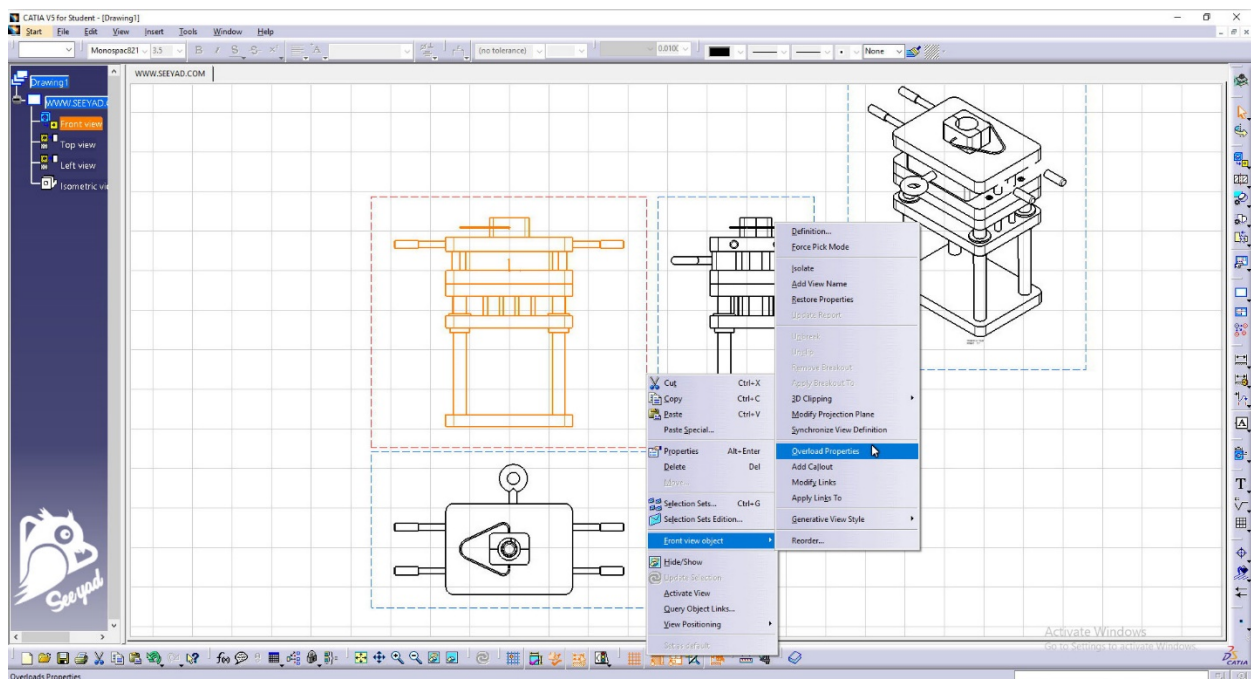 CATIA V5 for Student - [Drawing1]
Start File Edit View Insert Tools Window Help
Monospac821 3.5 B I S S x A (no tolerance) 0.010( None
WWW.SEEYAD.COM
Drawing1
WWW.SEEYAD.
Front view
Top view
Left view
Isometric vi
Definition...
Force Pick Mode
Isolate
Add View Name
Restore Properties
Update Report
Unbreak
Unclip
Remove Breakout
Apply Breakout To
3D Clipping
Modify Projection Plane
Synchronize View Definition
Overload Properties
Add Callout
Modify Links
Apply Links To
Generative View Style
Reorder...
Cut Ctrl+X
Copy Ctrl+C
Paste Ctrl+V
Paste Special...
Properties Alt+Enter
Delete Del
Move...
Selection Sets... Ctrl+G
Selection Sets Edition...
Front view object
Hide/Show
Update Selection
Activate View
Query Object Links...
View Positioning
Set as default
Seeyad
Activate Windows
Go to Settings to activate Windows.
CATIA
Overloads Properties